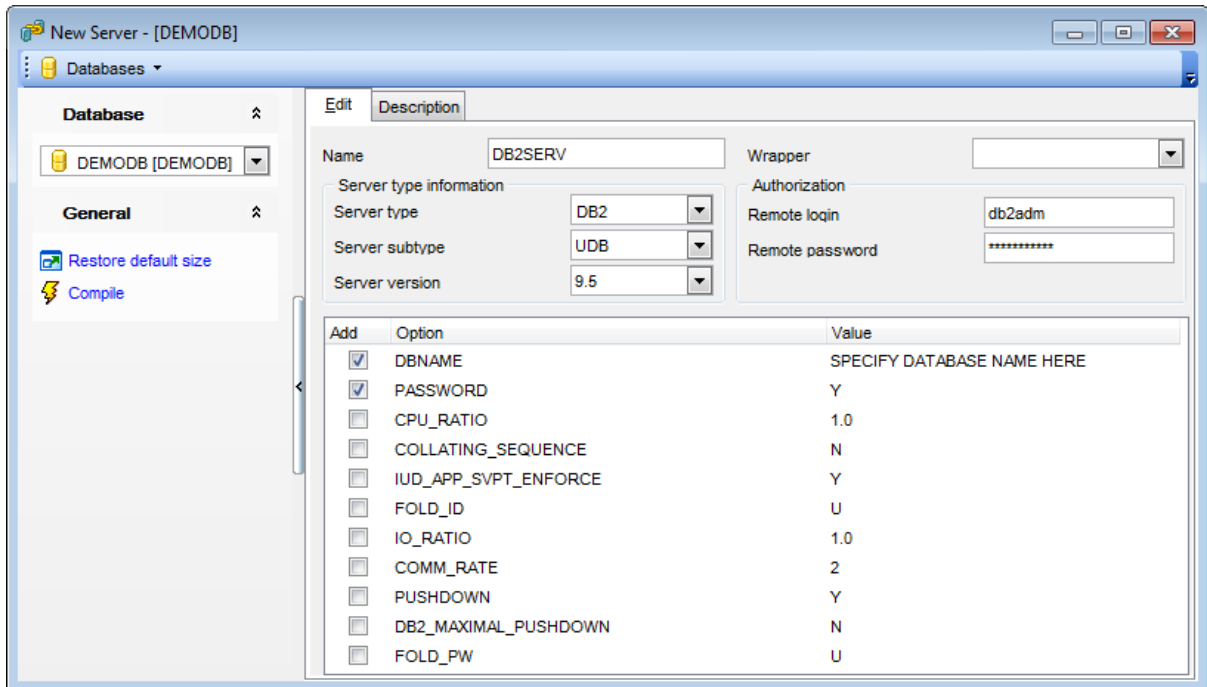 New Server - [DEMODB]
Databases
Database
DEMODB [DEMODB]
General
Restore default size
Compile
Edit Description
Name DB2SERV Wrapper
Server type information Authorization
Server type DB2 Remote login db2adm
Server subtype UDB Remote password ***********
Server version 9.5
Add Option Value
DBNAME SPECIFY DATABASE NAME HERE
PASSWORD Y
CPU_RATIO 1.0
COLLATING_SEQUENCE N
IUD_APP_SVPT_ENFORCE Y
FOLD_ID U
IO_RATIO 1.0
COMM_RATE 2
PUSHDOWN Y
DB2_MAXIMAL_PUSHDOWN N
FOLD_PW U